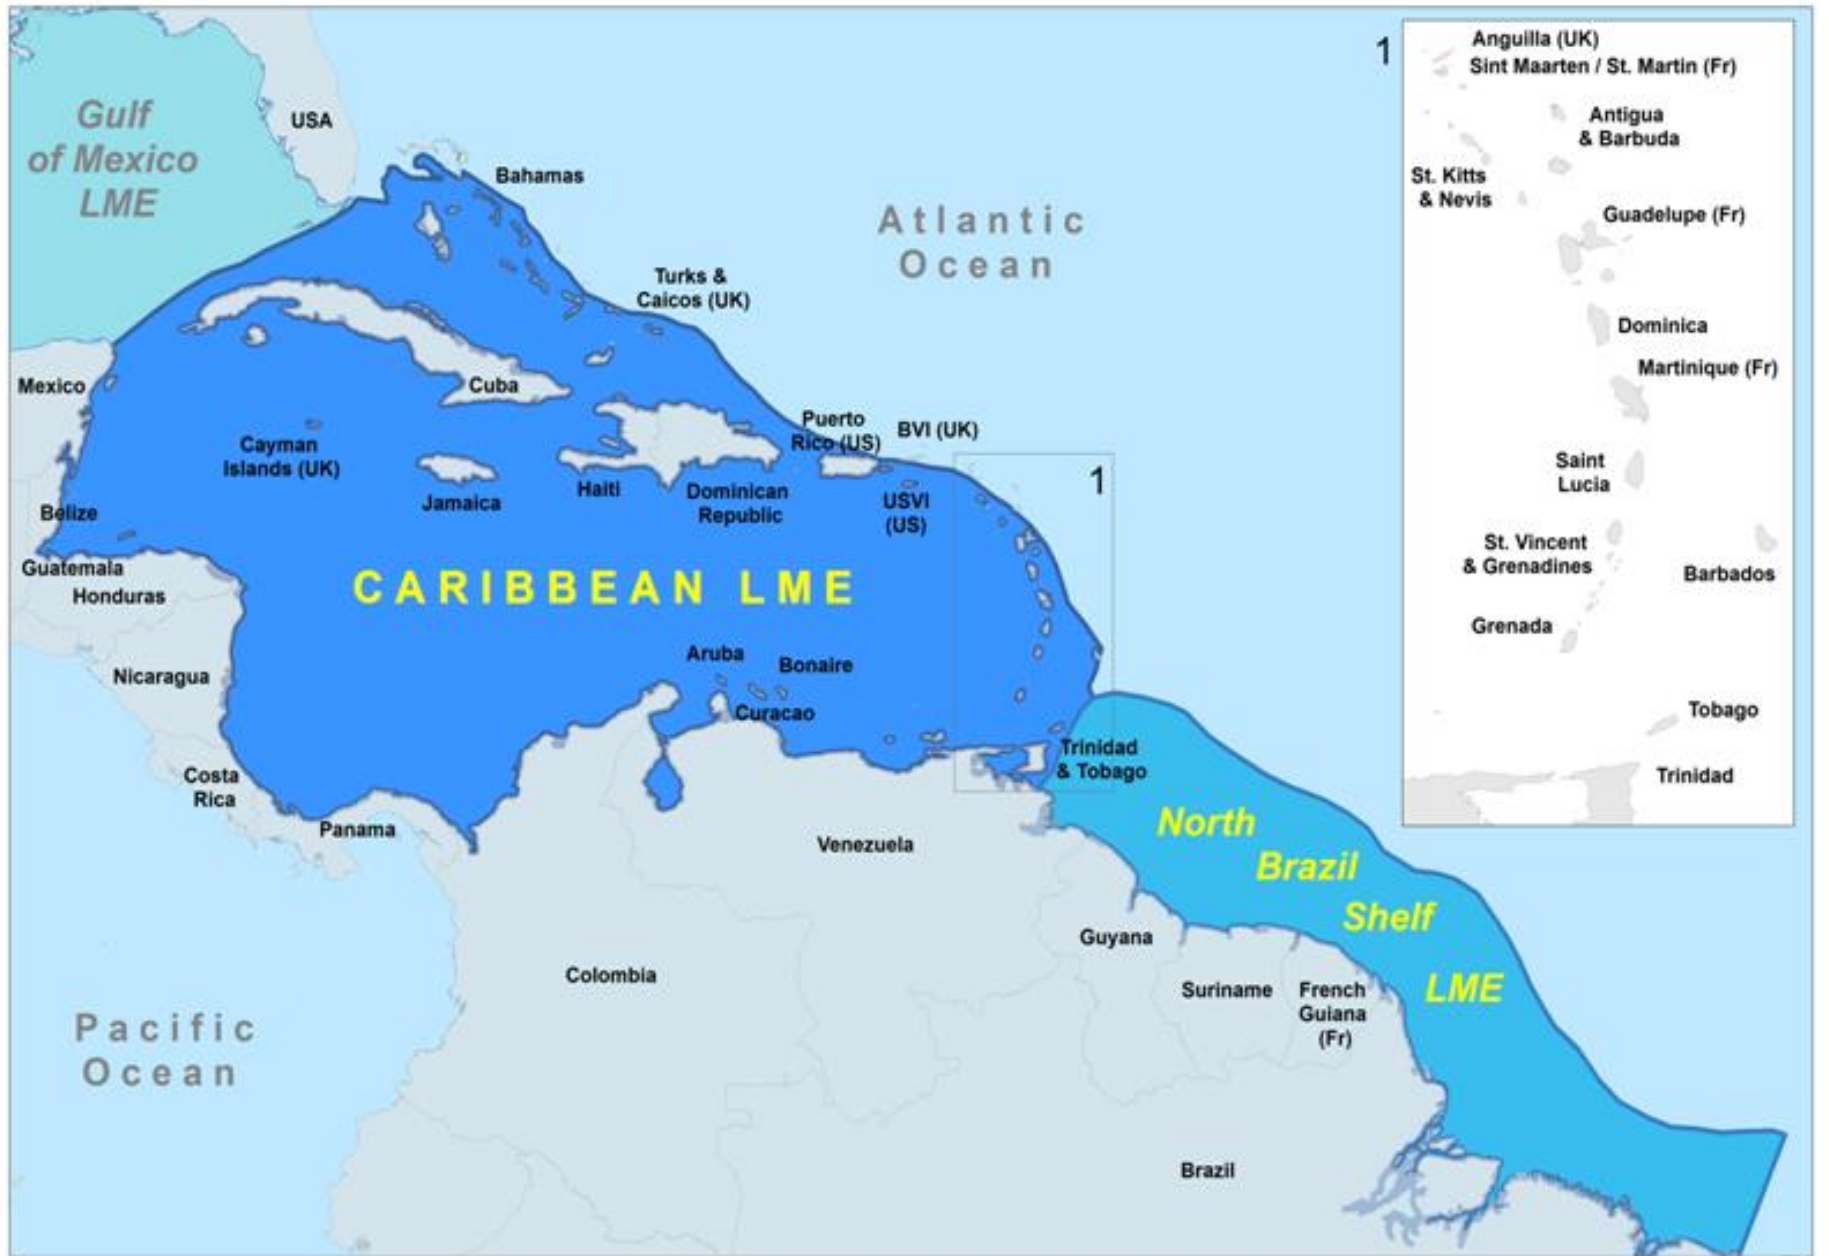 Gulf
of Mexico
LME
USA
Bahamas
Atlantic
Ocean
Turks &
Caicos (UK)
Mexico
Cuba
Cayman
Islands (UK)
Jamaica
Haiti
Dominican
Republic
Puerto
Rico (US)
BVI (UK)
USVI
(US)
1
Belize
Guatemala
Honduras
CARIBBEAN LME
Nicaragua
Aruba
Bonaire
Curacao
Costa
Rica
Panama
Trinidad
& Tobago
Venezuela
North
Brazil
Shelf
LME
Guyana
Colombia
Suriname
French
Guiana
(Fr)
Pacific
Ocean
Brazil
1
Anguilla (UK)
Sint Maarten / St. Martin (Fr)
Antigua
& Barbuda
St. Kitts
& Nevis
Guadelupe (Fr)
Dominica
Martinique (Fr)
Saint
Lucia
St. Vincent
& Grenadines
Barbados
Grenada
Tobago
Trinidad